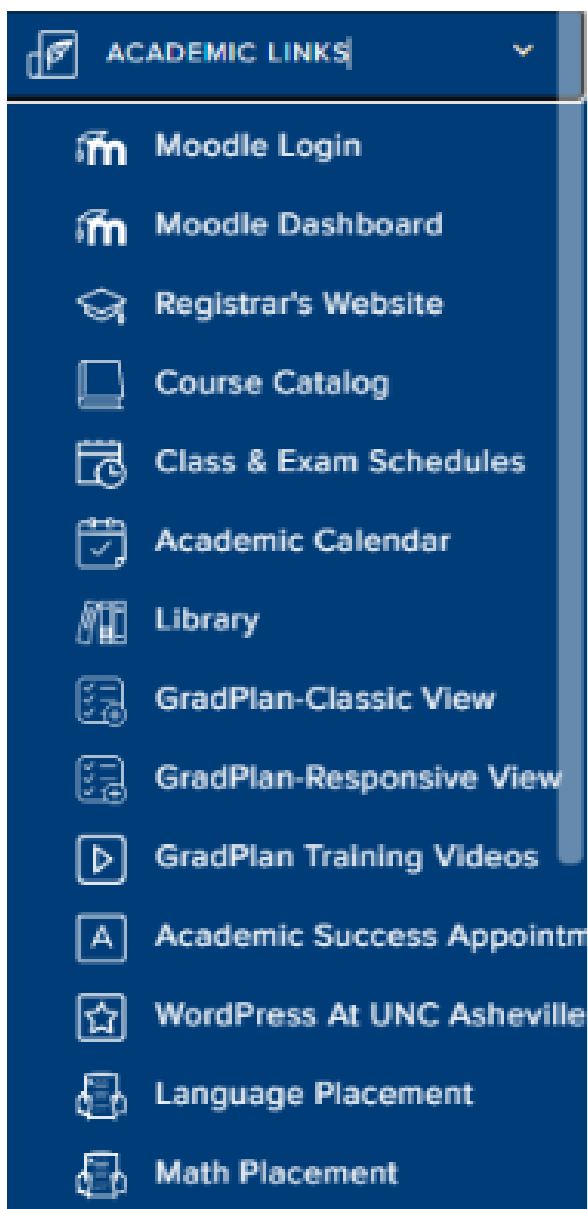 ACADEMIC LINKS
Moodle Login
Moodle Dashboard
Registrar's Website
Course Catalog
Class & Exam Schedules
Academic Calendar
Library
GradPlan-Classic View
GradPlan-Responsive View
GradPlan Training Videos
A Academic Success Appointm
WordPress At UNC Asheville
Language Placement
Math Placement